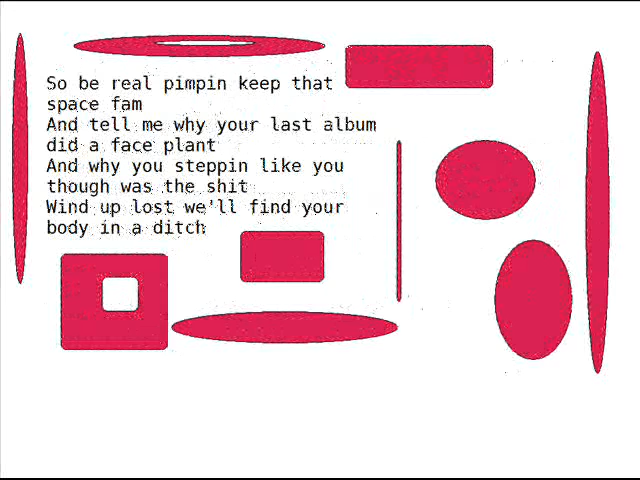 So be real pimpin keep that
space fam
And tell me why your last album
did a face plant
And why you steppin like you
though was the shit
Wind up lost we'll find your
body in a ditch